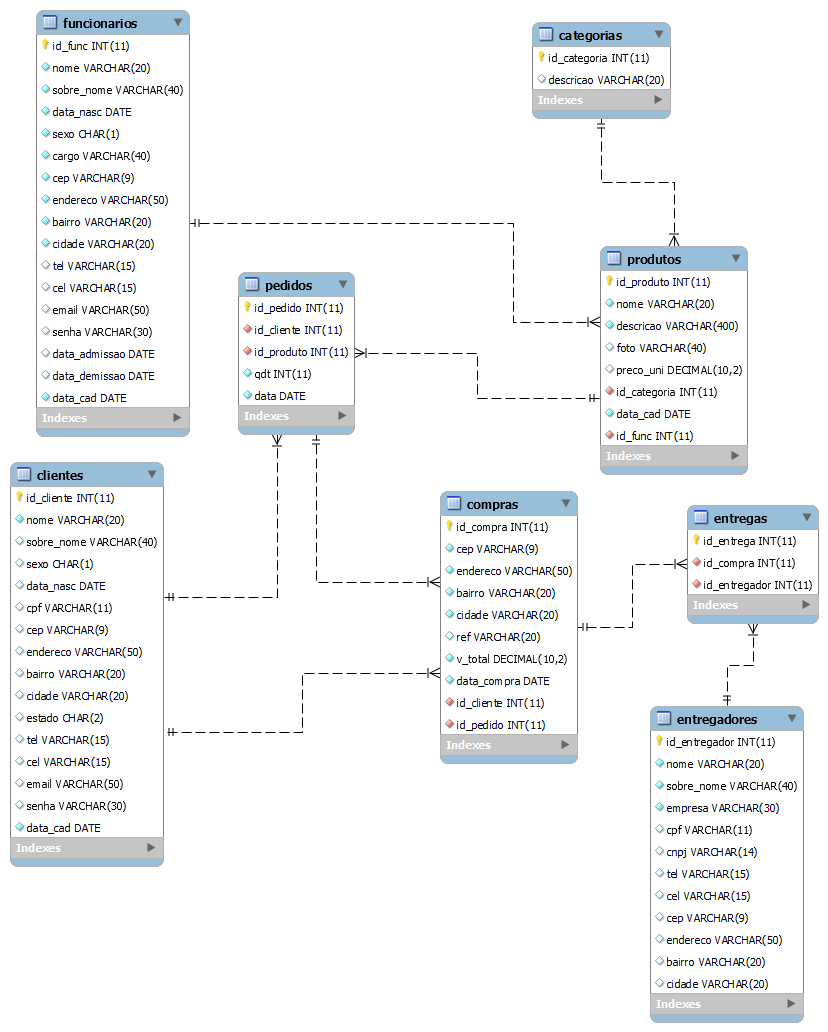 funcionarios
id_func INT(11)
nome VARCHAR(20)
sobre_nome VARCHAR(40)
data_nasc DATE
sexo CHAR(1)
cargo VARCHAR(40)
cep VARCHAR(9)
endereco VARCHAR(50)
bairro VARCHAR(20)
cidade VARCHAR(20)
tel VARCHAR(15)
cel VARCHAR(15)
email VARCHAR(50)
senha VARCHAR(30)
data_admissao DATE
data_demissao DATE
data_cad DATE
Indexes
categorias
id_categoria INT(11)
descricao VARCHAR(20)
Indexes
pedidos
id_pedido INT(11)
id_cliente INT(11)
id_produto INT(11)
qdt INT(11)
data DATE
Indexes
produtos
id_produto INT(11)
nome VARCHAR(20)
descricao VARCHAR(400)
foto VARCHAR(40)
preco_uni DECIMAL(10,2)
id_categoria INT(11)
data_cad DATE
id_func INT(11)
Indexes
clientes
id_cliente INT(11)
nome VARCHAR(20)
sobre_nome VARCHAR(40)
sexo CHAR(1)
data_nasc DATE
cpf VARCHAR(11)
cep VARCHAR(9)
endereco VARCHAR(50)
bairro VARCHAR(20)
cidade VARCHAR(20)
estado CHAR(2)
tel VARCHAR(15)
cel VARCHAR(15)
email VARCHAR(50)
senha VARCHAR(30)
data_cad DATE
Indexes
compras
id_compra INT(11)
cep VARCHAR(9)
endereco VARCHAR(50)
bairro VARCHAR(20)
cidade VARCHAR(20)
ref VARCHAR(20)
v_total DECIMAL(10,2)
data_compra DATE
id_cliente INT(11)
id_pedido INT(11)
Indexes
entregas
id_entrega INT(11)
id_compra INT(11)
id_entregador INT(11)
Indexes
entregadores
id_entregador INT(11)
nome VARCHAR(20)
sobre_nome VARCHAR(40)
empresa VARCHAR(30)
cpf VARCHAR(11)
cnpj VARCHAR(14)
tel VARCHAR(15)
cel VARCHAR(15)
cep VARCHAR(9)
endereco VARCHAR(50)
bairro VARCHAR(20)
cidade VARCHAR(20)
Indexes